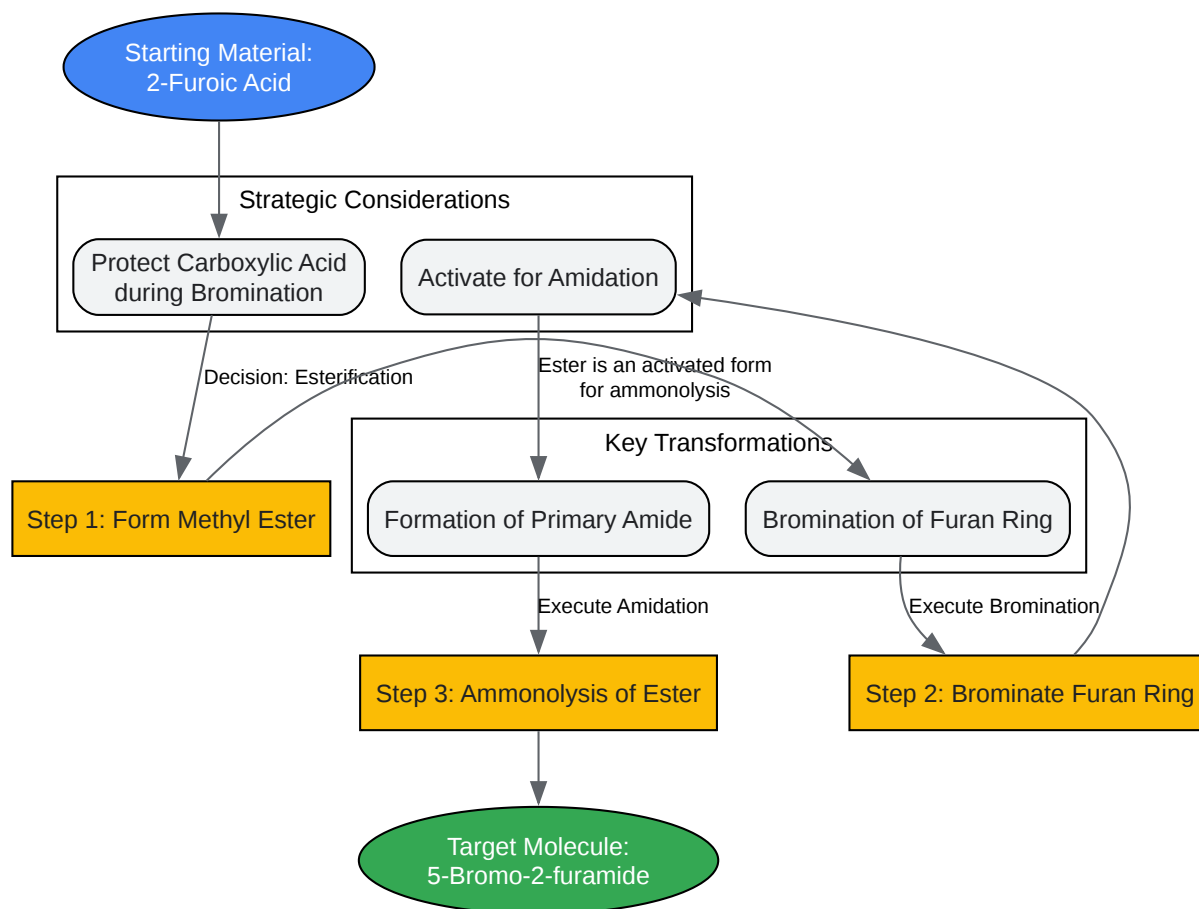 Starting Material:
2-Furoic Acid
Strategic Considerations
Protect Carboxylic Acid
during Bromination
Activate for Amidation
Decision: Esterification
Ester is an activated form
for ammonolysis
Key Transformations
Step 1: Form Methyl Ester
Formation of Primary Amide
Bromination of Furan Ring
Execute Amidation
Execute Bromination
Step 3: Ammonolysis of Ester
Step 2: Brominate Furan Ring
Target Molecule:
5-Bromo-2-furamide